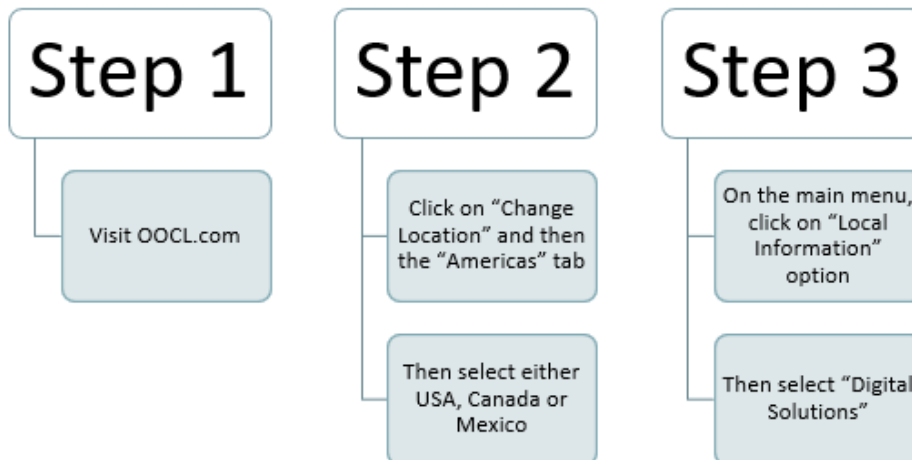 Step 1
Visit OOCL.com
Step 2
Click on “Change
Location” and then
the “Americas” tab
Then select either
USA, Canada or
Mexico
Step 3
On the main menu,
click on “Local
Information”
option
Then select “Digital
Solutions”